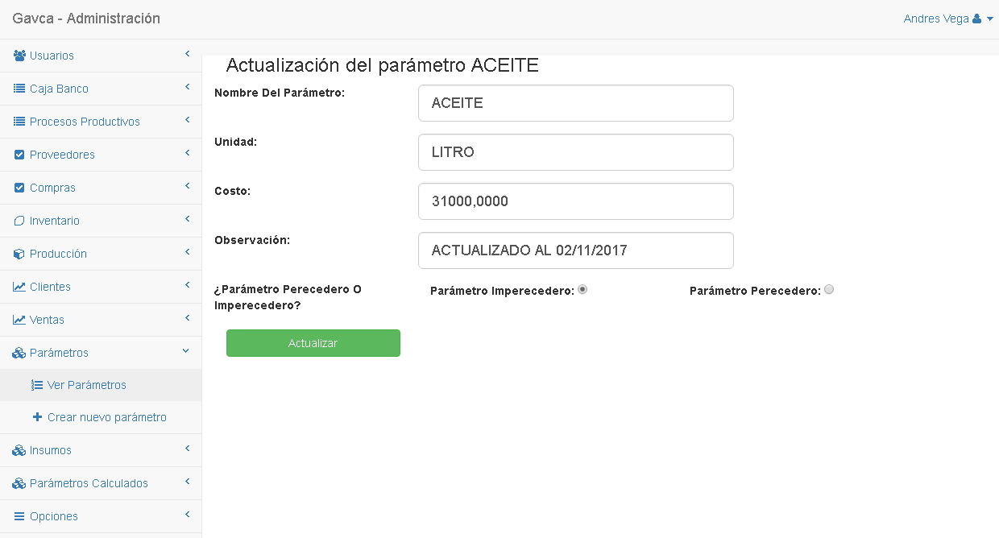 Gavca - Administración
Andres Vega
Usuarios
Caja Banco
Procesos Productivos
Proveedores
Compras
Inventario
Producción
Clientes
Ventas
Parámetros
Ver Parámetros
Crear nuevo parámetro
Insumos
Parámetros Calculados
Opciones
Actualización del parámetro ACEITE
Nombre Del Parámetro:
ACEITE
Unidad:
LITRO
Costo:
31000,0000
Observación:
ACTUALIZADO AL 02/11/2017
¿Parámetro Perecedero O
Imperecedero?
Parámetro Imperecedero:
Parámetro Perecedero:
Actualizar